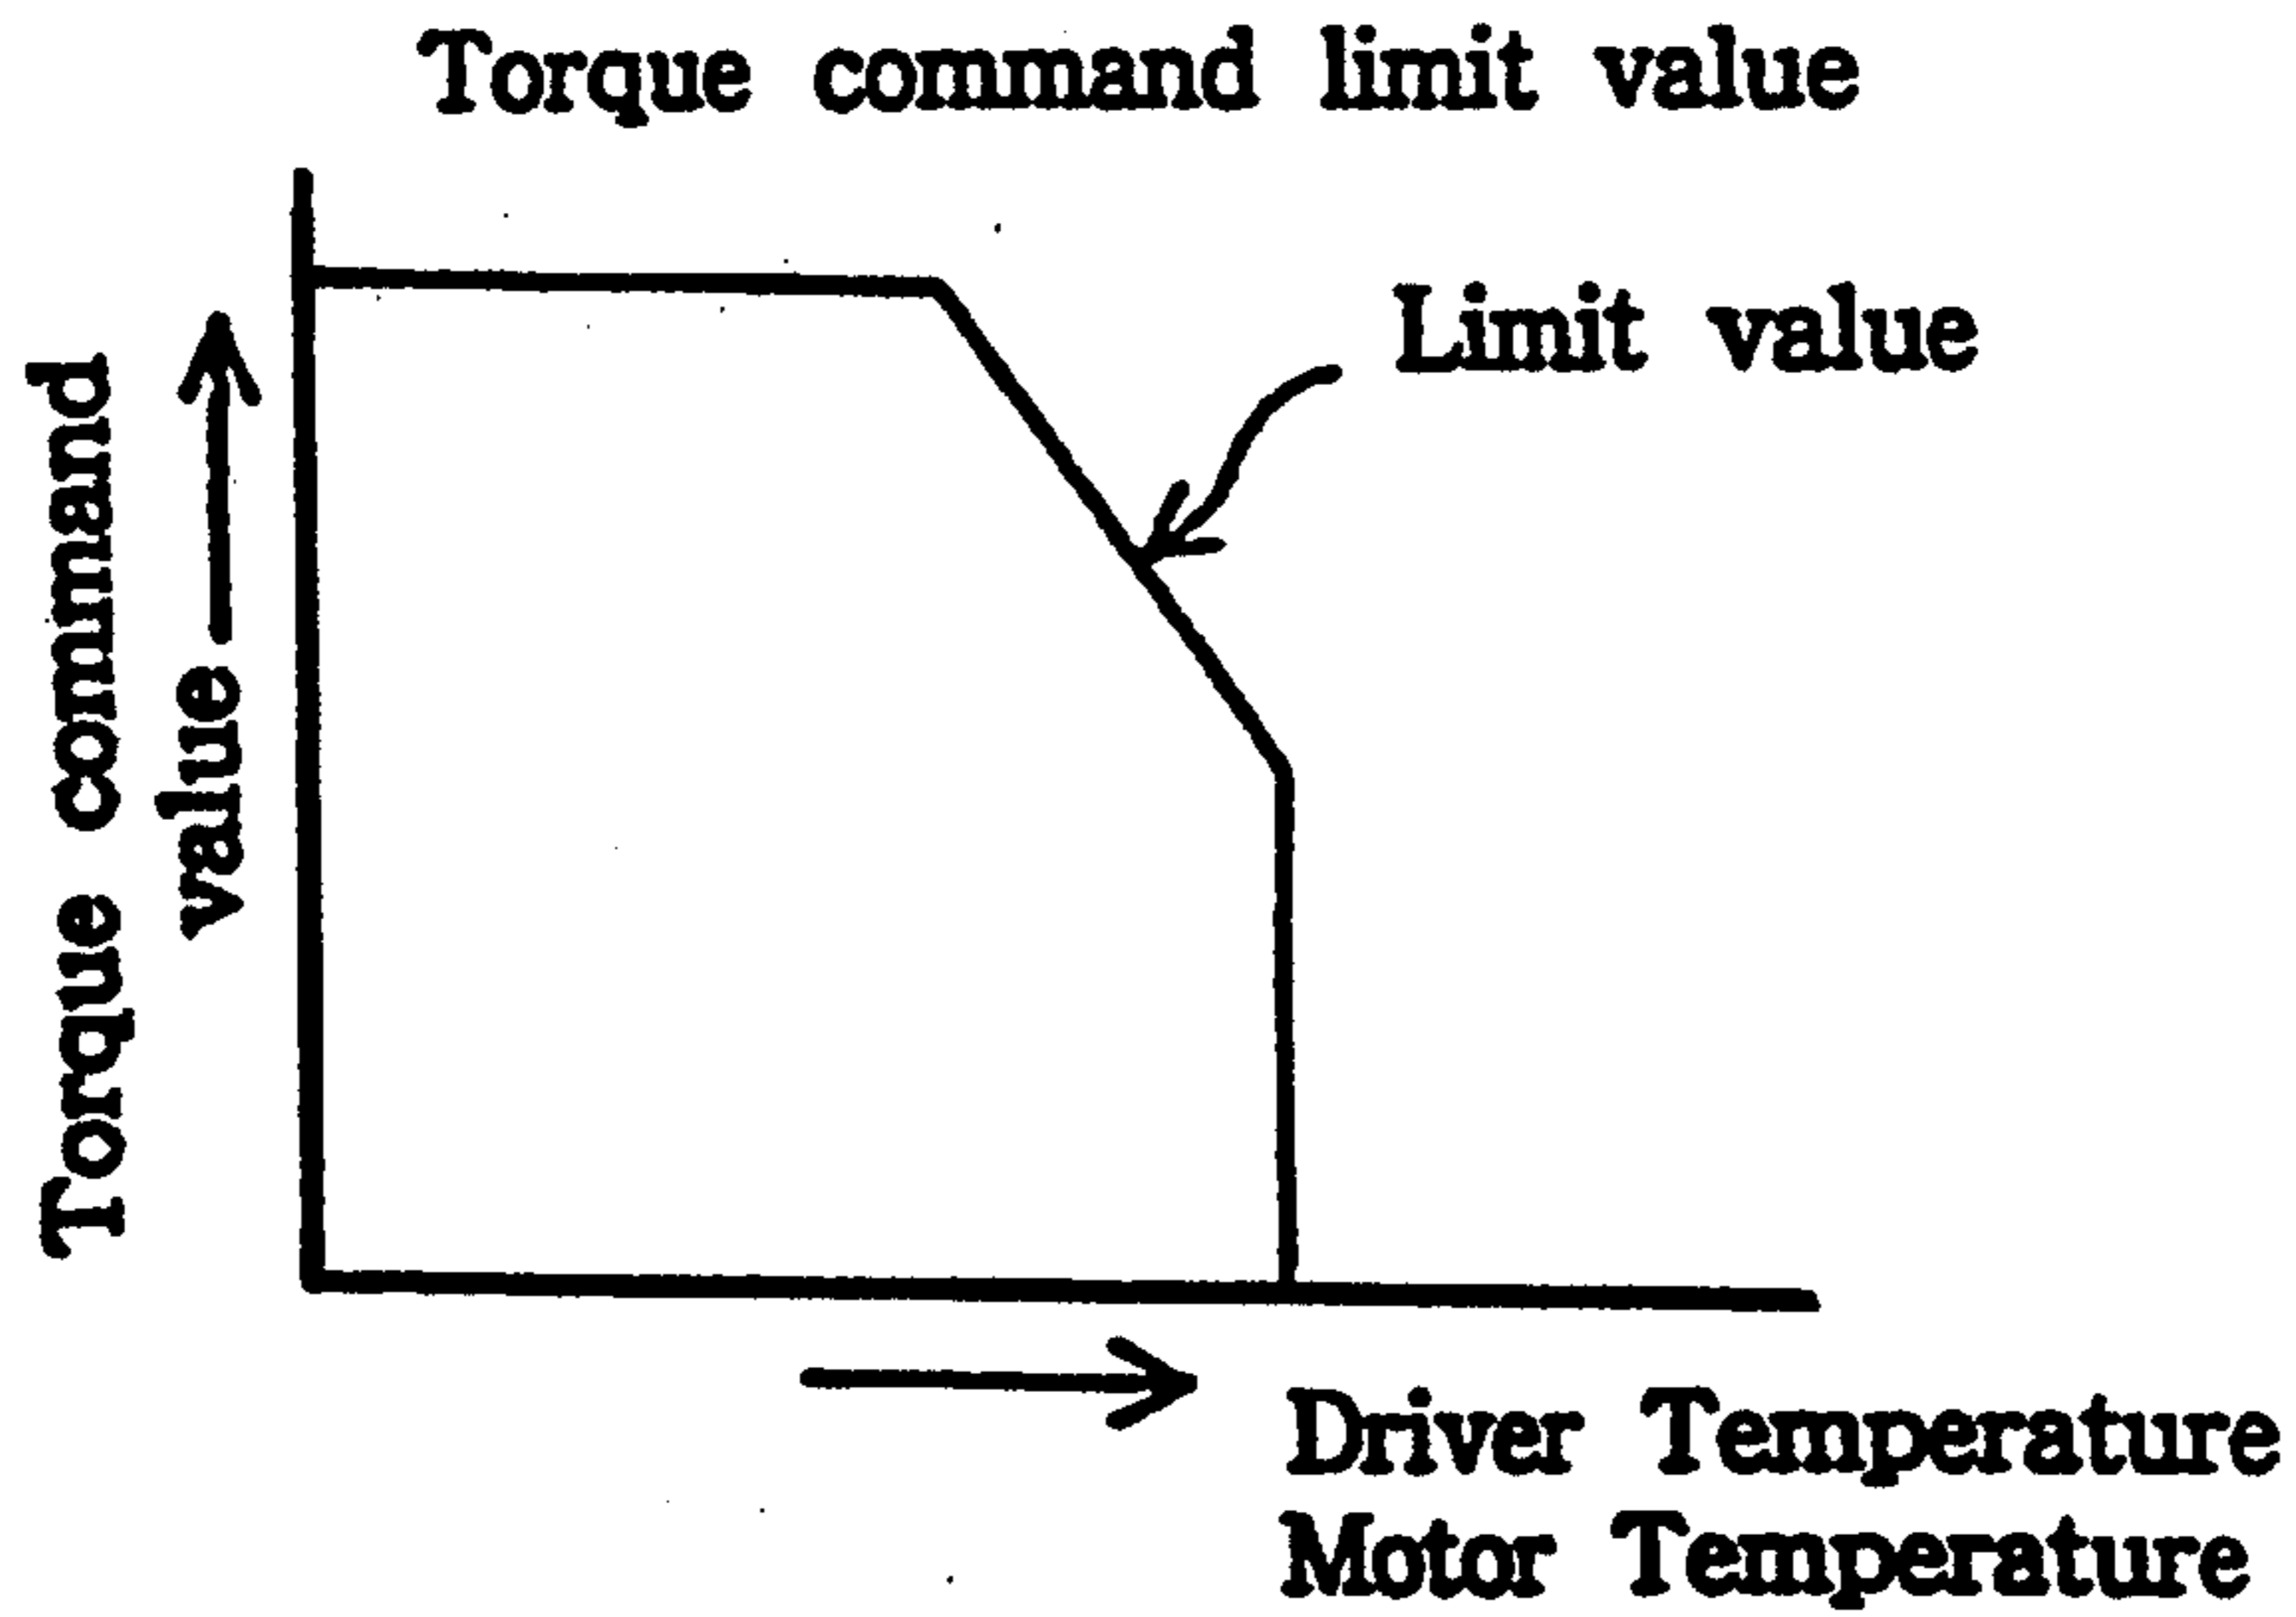 Torque command limit value
Limit value
Torque command
value
Driver Temperature
Motor Temperature